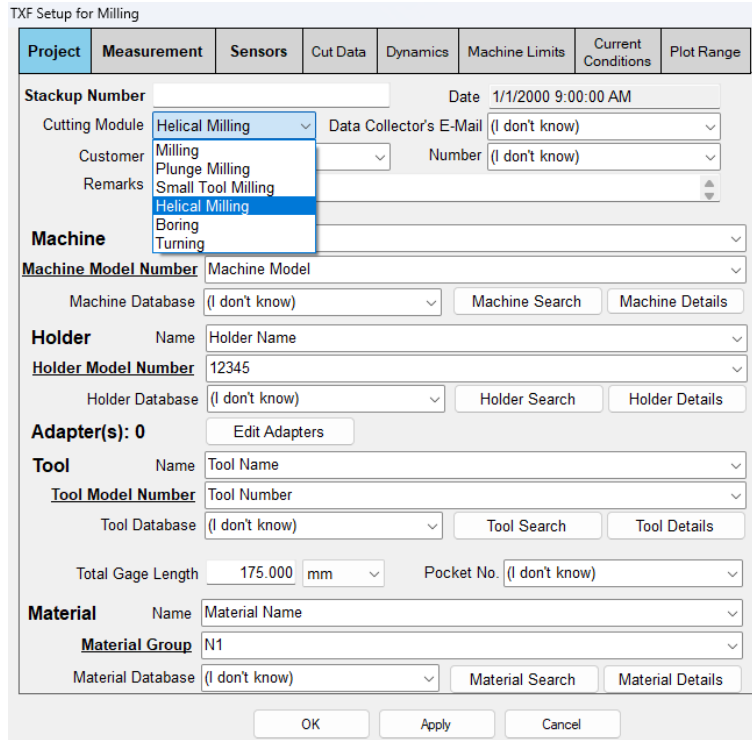 TXF Setup for Milling
Project Measurement Sensors Cut Data Dynamics Machine Limits Current Conditions Plot Range
Stackup Number Date 1/1/2000 9:00:00 AM
Cutting Module Helical Milling Data Collector's E-Mail (I don't know)
Customer Number (I don't know)
Remarks
Milling
Plunge Milling
Small Tool Milling
Helical Milling
Boring
Turning
Machine
Machine Model Number Machine Model
Machine Database (I don't know) Machine Search Machine Details
Holder Name Holder Name
Holder Model Number 12345
Holder Database (I don't know) Holder Search Holder Details
Adapter(s): 0 Edit Adapters
Tool Name Tool Name
Tool Model Number Tool Number
Tool Database (I don't know) Tool Search Tool Details
Total Gage Length 175.000 mm Pocket No. (I don't know)
Material Name Material Name
Material Group N1
Material Database (I don't know) Material Search Material Details
OK Apply Cancel